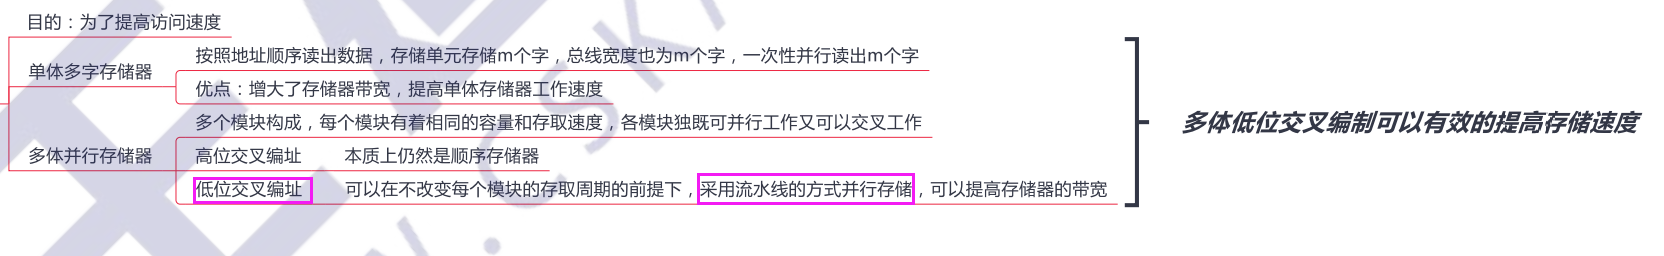 目的：为了提高访问速度
单体多字存储器
按照地址顺序读出数据，存储单元存储m个字，总线宽度也为m个字，一次性并行读出m个字
优点：增大了存储器带宽，提高单体存储器工作速度
多体并行存储器
多个模块构成，每个模块有着相同的容量和存取速度，各模块独既可并行工作又可以交叉工作
高位交叉编址 本质上仍然是顺序存储器
低位交叉编址 可以在不改变每个模块的存取周期的前提下，采用流水线的方式并行存储，可以提高存储器的带宽
多体低位交叉编制可以有效的提高存储速度